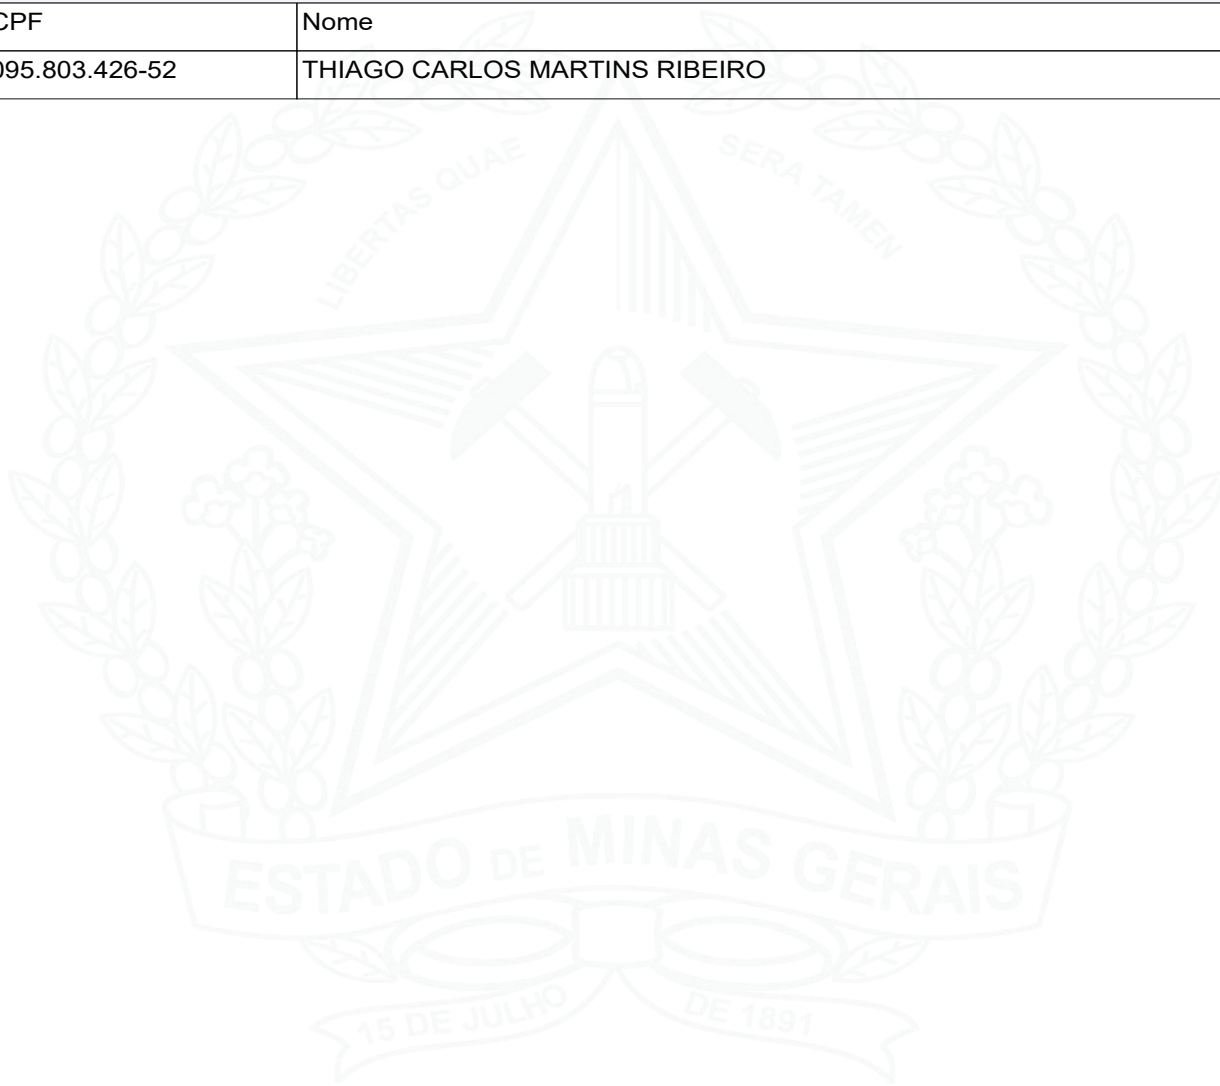 CPF Nome
095.803.426-52 THIAGO CARLOS MARTINS RIBEIRO
LIBERTAS QUAE SERA TAMEN
ESTADO DE MINAS GERAIS
15 DE JULHO DE 1891